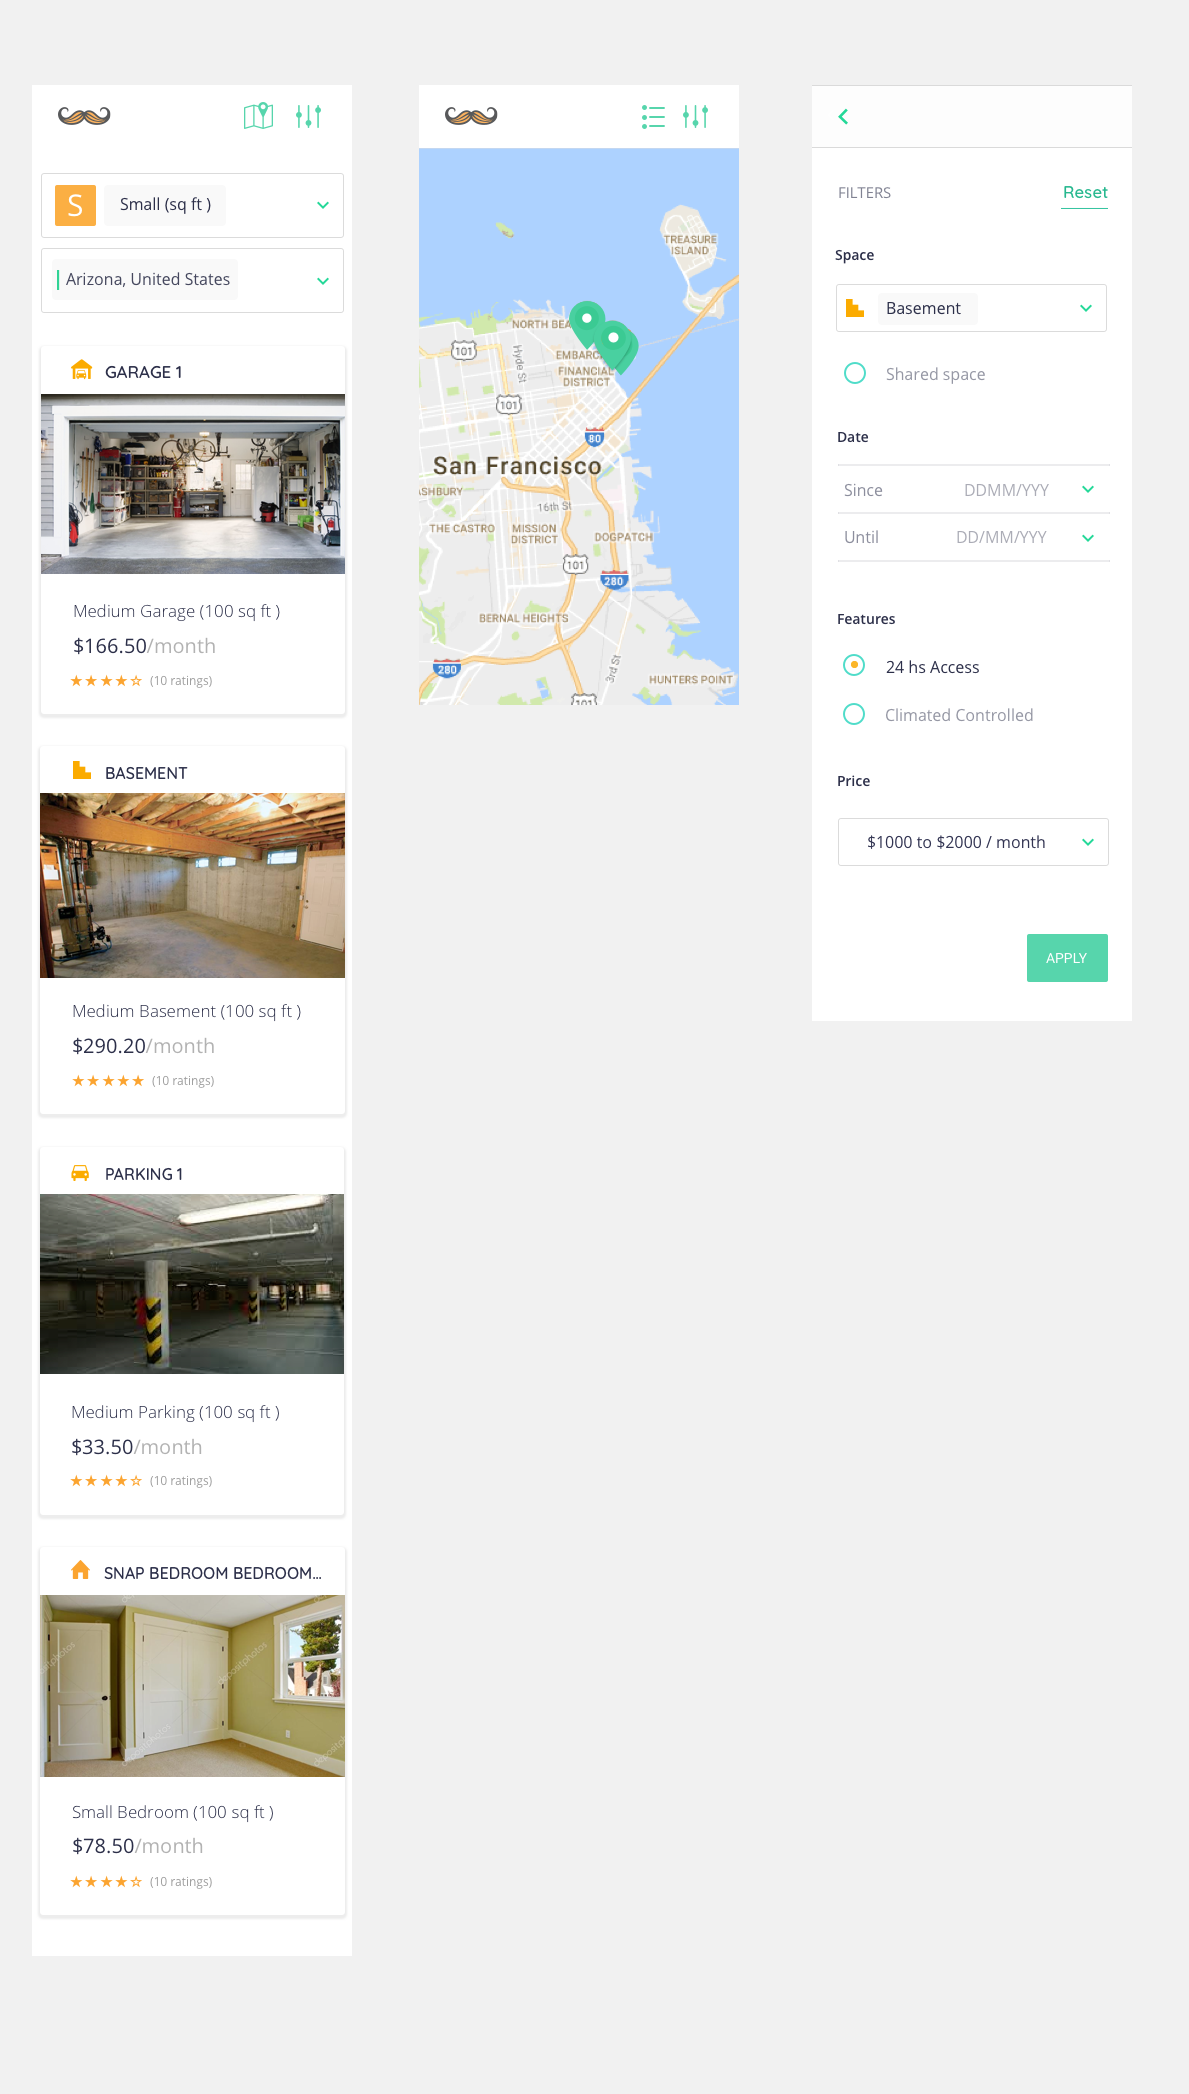 S
Small (sq ft )
Arizona, United States
GARAGE 1
Medium Garage (100 sq ft )
$166.50/month
(10 ratings)
BASEMENT
Medium Basement (100 sq ft )
$290.20/month
(10 ratings)
PARKING 1
Medium Parking (100 sq ft )
$33.50/month
(10 ratings)
SNAP BEDROOM BEDROOM...
depositphotos
depositphotos
Small Bedroom (100 sq ft )
$78.50/month
(10 ratings)
TREASURE
ISLAND
NORTH BEA
101
Hyde St
EMBARC
FINANCIAL
DISTRICT
101
80
San Francisco
SHBURY
16th St
THE CASTRO
MISSION
DISTRICT
DOGPATCH
101
280
BERNAL HEIGHTS
280
3rd St
HUNTERS POINT
101
FILTERS
Reset
Space
Basement
Shared space
Date
Since
DDMM/YYY
Until
DD/MM/YYY
Features
24 hs Access
Climated Controlled
Price
$1000 to $2000 / month
APPLY